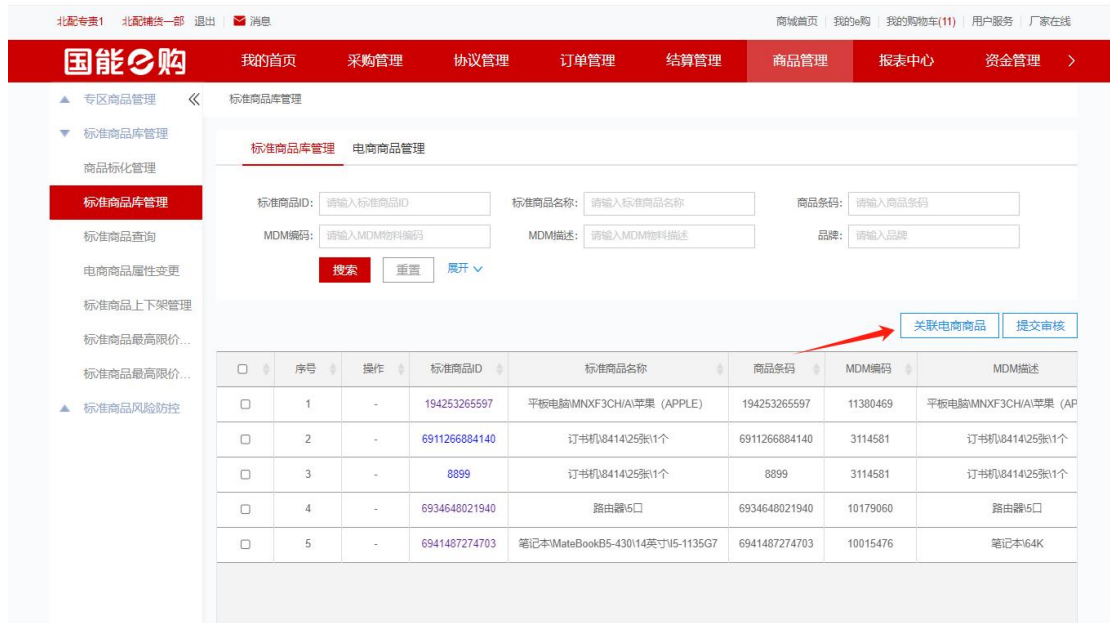 北配专责1 北配铺货一部 退出 消息 商城首页 我的e购 我的购物车(11) 用户服务 厂家在线
国能e购 我的首页 采购管理 协议管理 订单管理 结算管理 商品管理 报表中心 资金管理
专区商品管理 标准商品库管理
标准商品库管理
标准商品库管理 电商商品管理
商品标化管理
标准商品库管理 标准商品ID: 请输入标准商品ID 标准商品名称: 请输入标准商品名称 商品条码: 请输入商品条码
标准商品查询 MDM编码: 请输入MDM物料编码 MDM描述: 请输入MDM物料描述 品牌: 请输入品牌
电商商品属性变更 搜索 重置 展开
标准商品上下架管理
标准商品最高限价... 关联电商商品 提交审核
标准商品最高限价...
标准商品风险防控
序号 操作 标准商品ID 标准商品名称 商品条码 MDM编码 MDM描述
1 - 194253265597 平板电脑\MNXF3CH/A\苹果（APPLE） 194253265597 11380469 平板电脑\MNXF3CH/A\苹果（AP
2 - 6911266884140 订书机\8414\25张\1个 6911266884140 3114581 订书机\8414\25张\1个
3 - 8899 订书机\8414\25张\1个 8899 3114581 订书机\8414\25张\1个
4 - 6934648021940 路由器\5口 6934648021940 10179060 路由器\5口
5 - 6941487274703 笔记本\MateBookB5-430\14英寸\I5-1135G7 6941487274703 10015476 笔记本\64K